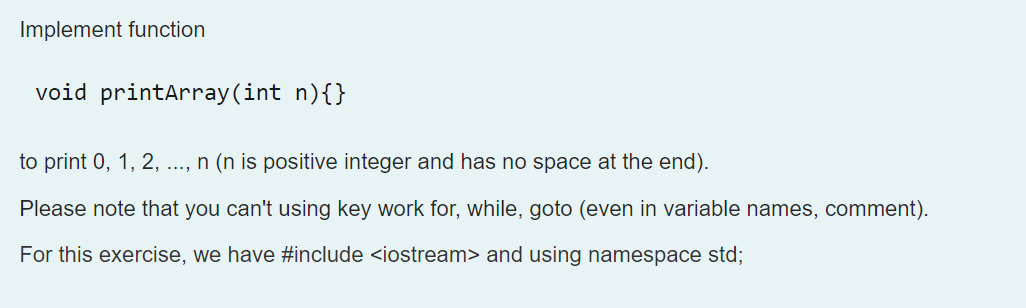 Implement function
void printArray(int n){}
to print 0, 1, 2, ..., n (n is positive integer and has no space at the end).
Please note that you can't using key work for, while, goto (even in variable names, comment).
For this exercise, we have #include <iostream> and using namespace std;